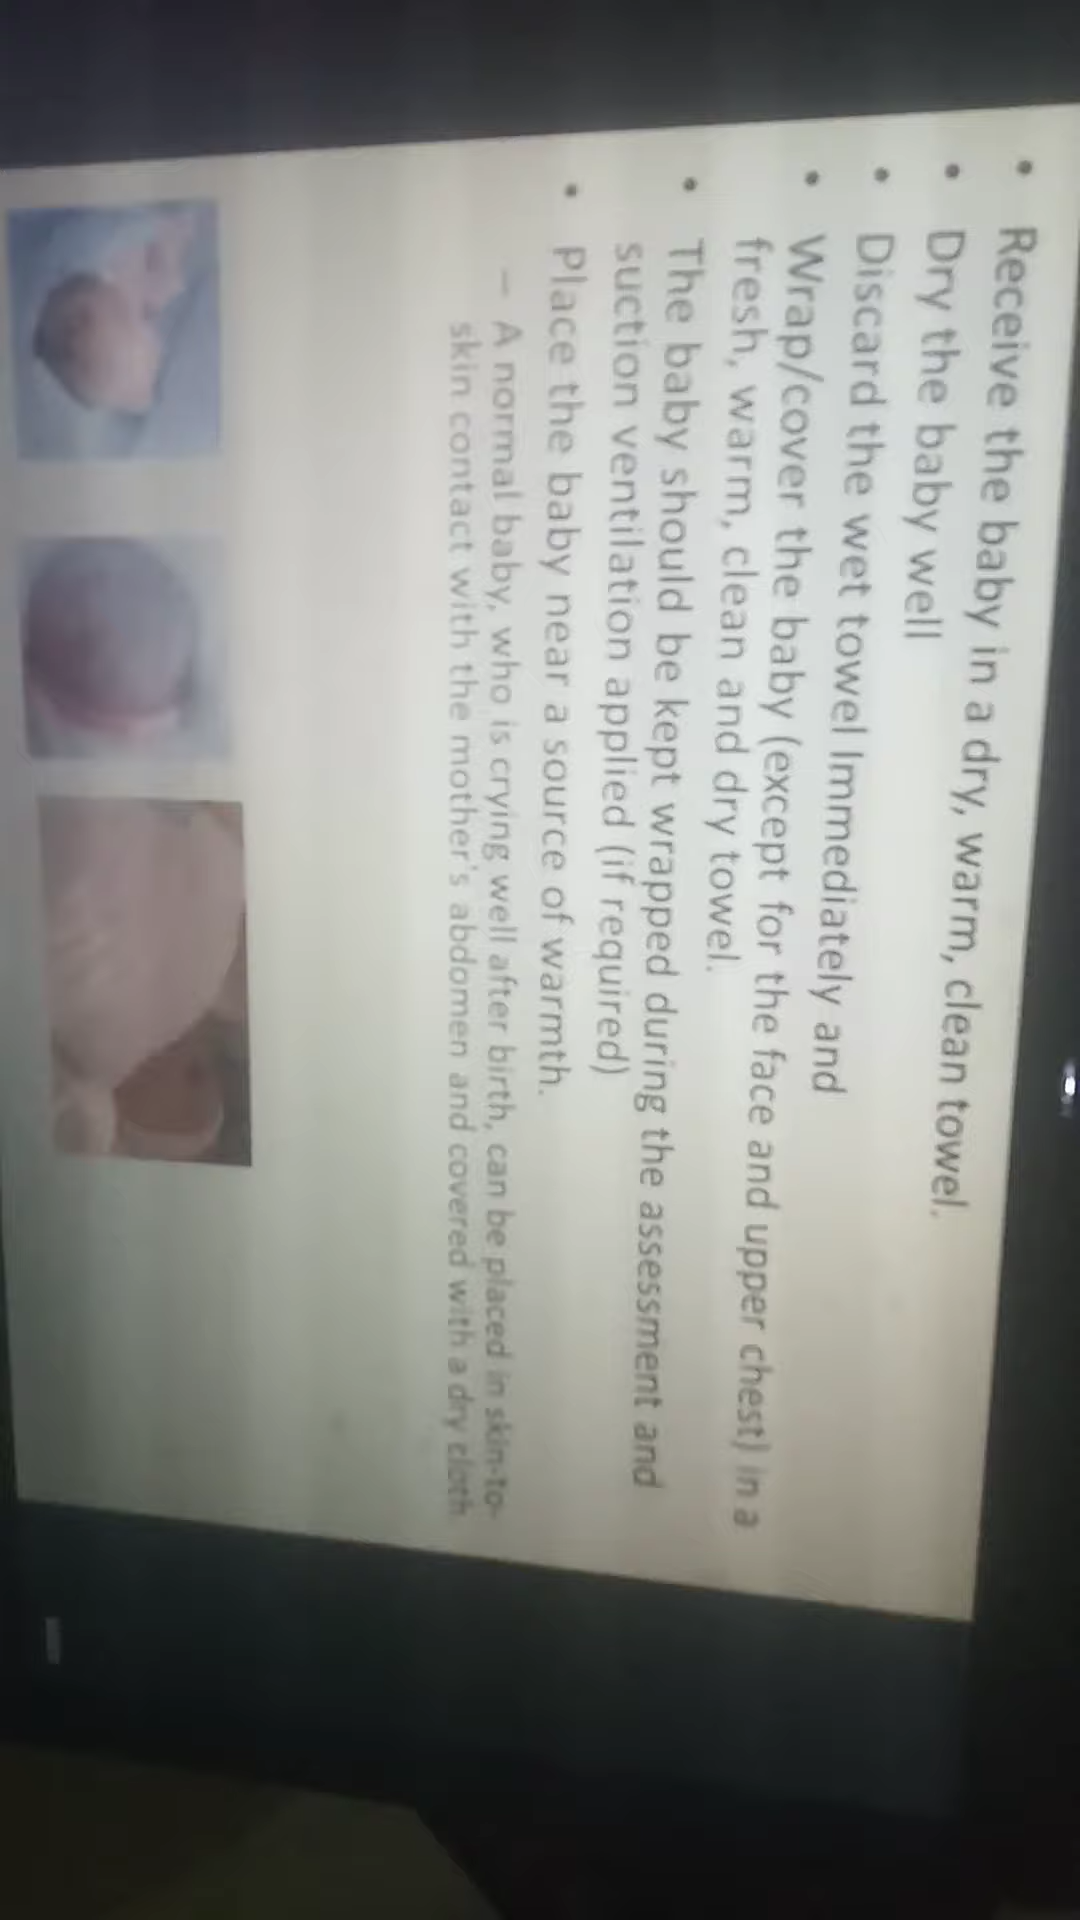 • Receive the baby in a dry, warm, clean towel.
• Dry the baby well
• Discard the wet towel Immediately and
• Wrap/cover the baby (except for the face and upper chest) in a
fresh, warm, clean and dry towel.
• The baby should be kept wrapped during the assessment and
suction ventilation applied (if required)
• Place the baby near a source of warmth.
– A normal baby, who is crying well after birth, can be placed in skin-to-
skin contact with the mother's abdomen and covered with a dry cloth